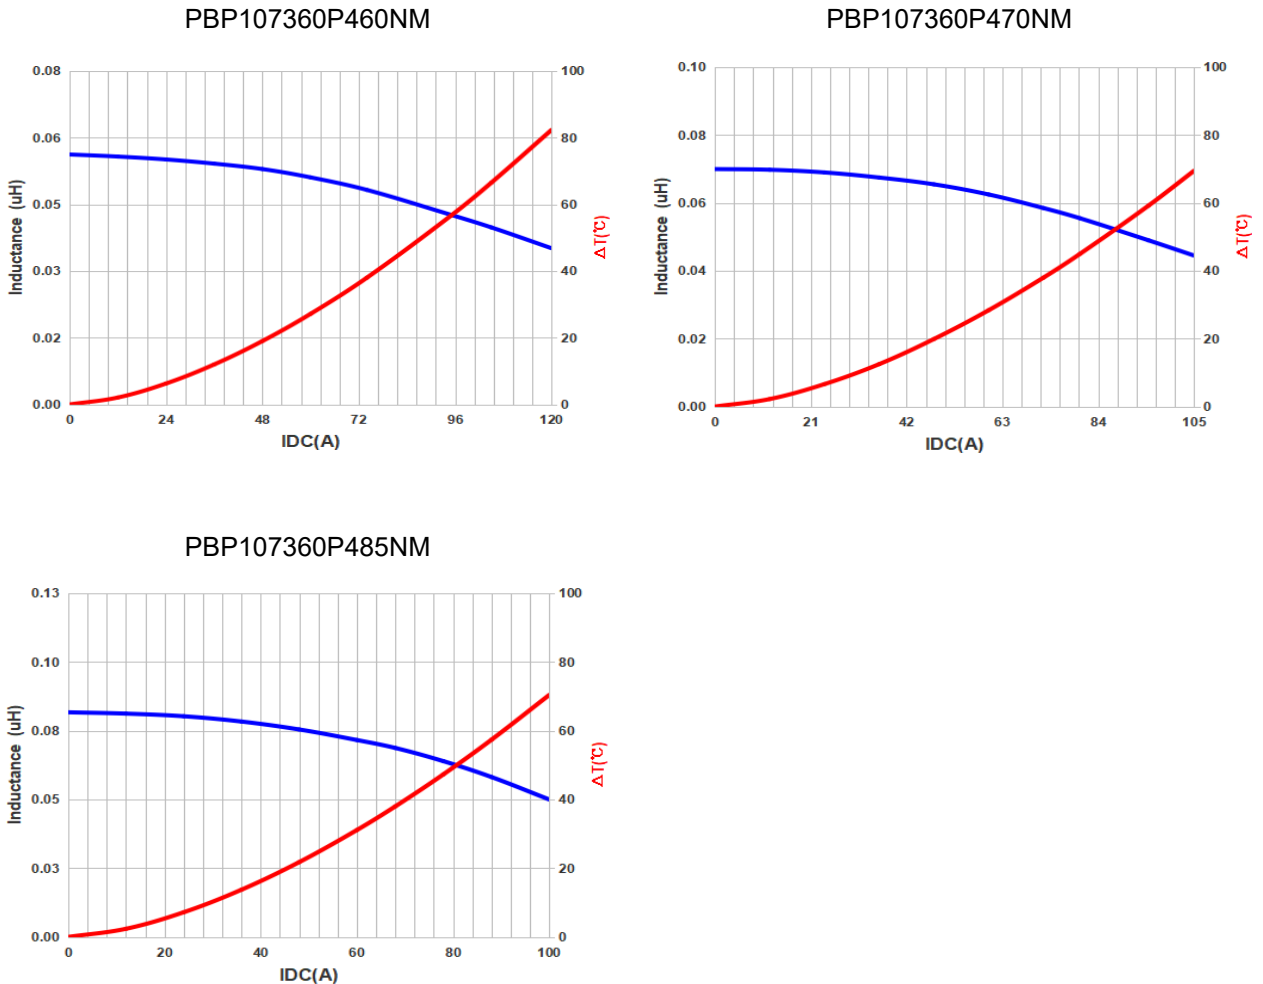 PBP107360P460NM
PBP107360P470NM
0.08
0.06
0.05
0.03
0.02
0.00
100
80
60
40
20
0
0 24 48 72 96 120
IDC(A)
Inductance (uH)
ΔT(℃)
0.10
0.08
0.06
0.04
0.02
0.00
100
80
60
40
20
0
0 21 42 63 84 105
IDC(A)
Inductance (uH)
ΔT(℃)
PBP107360P485NM
0.13
0.10
0.08
0.05
0.03
0.00
100
80
60
40
20
0
0 20 40 60 80 100
IDC(A)
Inductance (uH)
ΔT(℃)